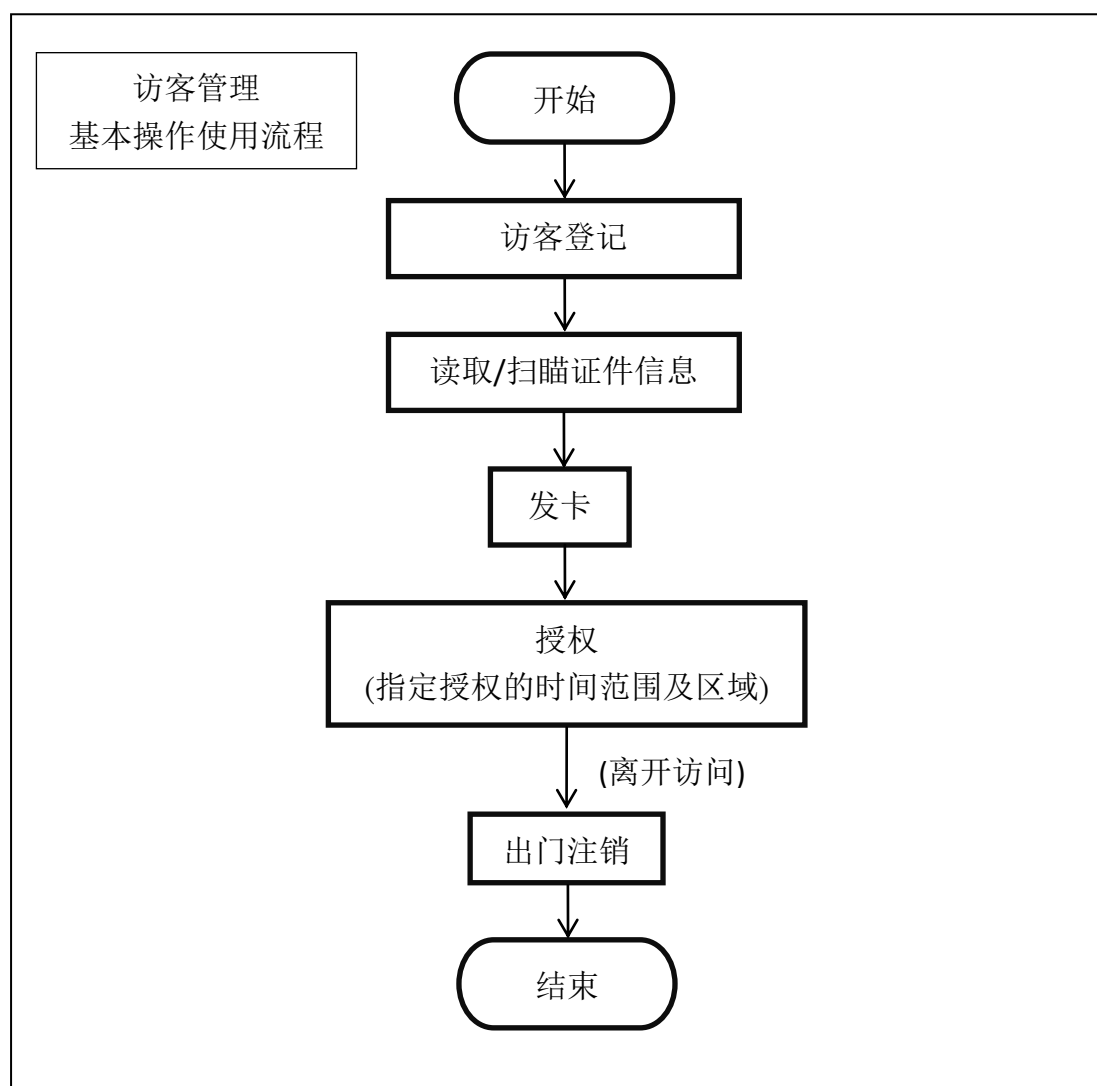 访客管理
基本操作使用流程
开始
访客登记
读取/扫瞄证件信息
发卡
授权
(指定授权的时间范围及区域)
(离开访问)
出门注销
结束